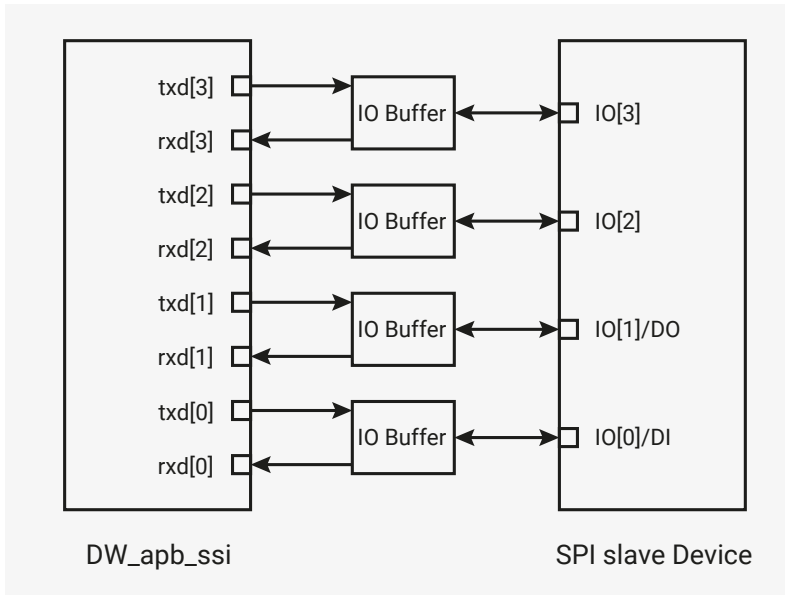 txd[3]
IO Buffer
IO[3]
rxd[3]
txd[2]
IO Buffer
IO[2]
rxd[2]
txd[1]
IO Buffer
IO[1]/DO
rxd[1]
txd[0]
IO Buffer
IO[0]/DI
rxd[0]
DW_apb_ssi
SPI slave Device